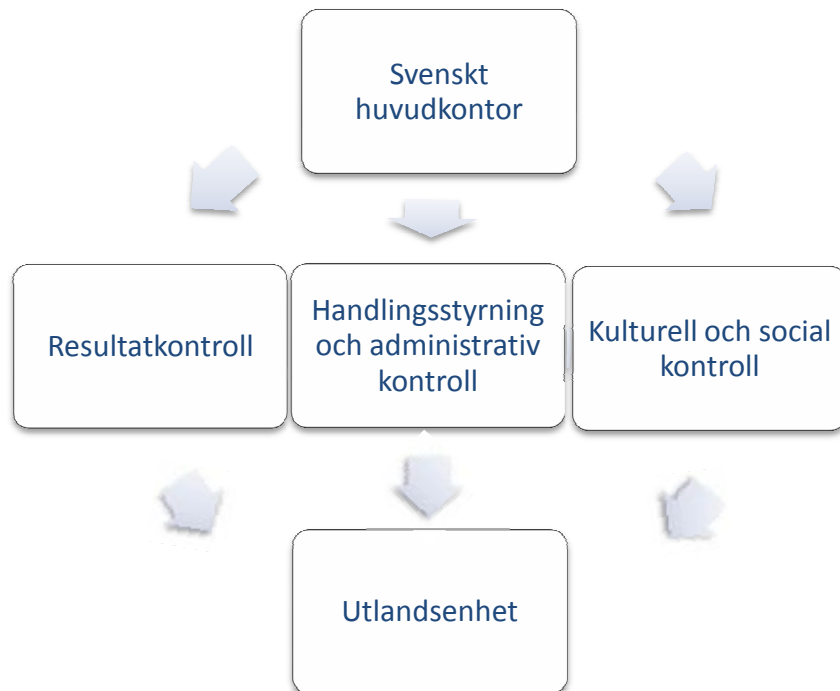 Svenskt
huvudkontor
Resultatkontroll
Handlingsstyrning
och administrativ
kontroll
Kulturell och social
kontroll
Utlandsenhet